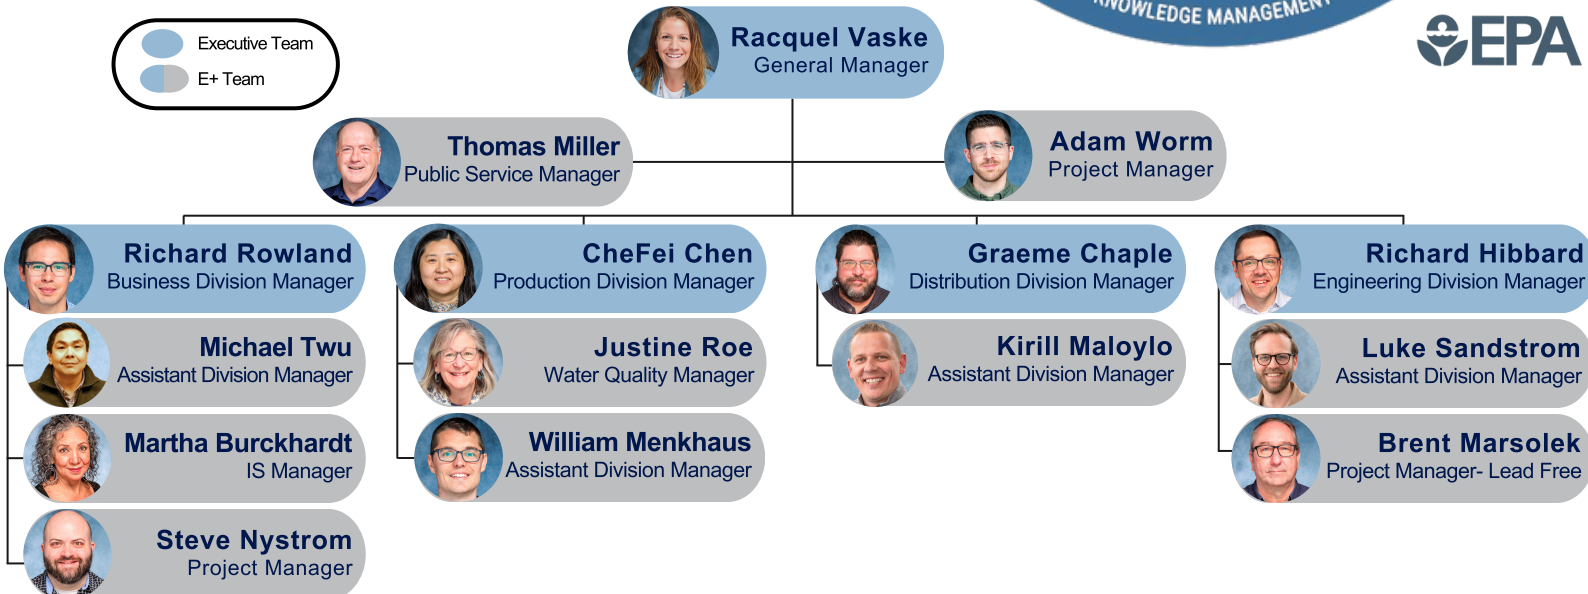 KNOWLEDGE MANAGEMENT
EPA
Executive Team
E+ Team
Racquel Vaske
General Manager
Thomas Miller
Public Service Manager
Adam Worm
Project Manager
Richard Rowland
Business Division Manager
CheFei Chen
Production Division Manager
Graeme Chaple
Distribution Division Manager
Richard Hibbard
Engineering Division Manager
Michael Twu
Assistant Division Manager
Justine Roe
Water Quality Manager
Kirill Maloylo
Assistant Division Manager
Luke Sandstrom
Assistant Division Manager
Martha Burckhardt
IS Manager
William Menkhaus
Assistant Division Manager
Brent Marsolek
Project Manager- Lead Free
Steve Nystrom
Project Manager